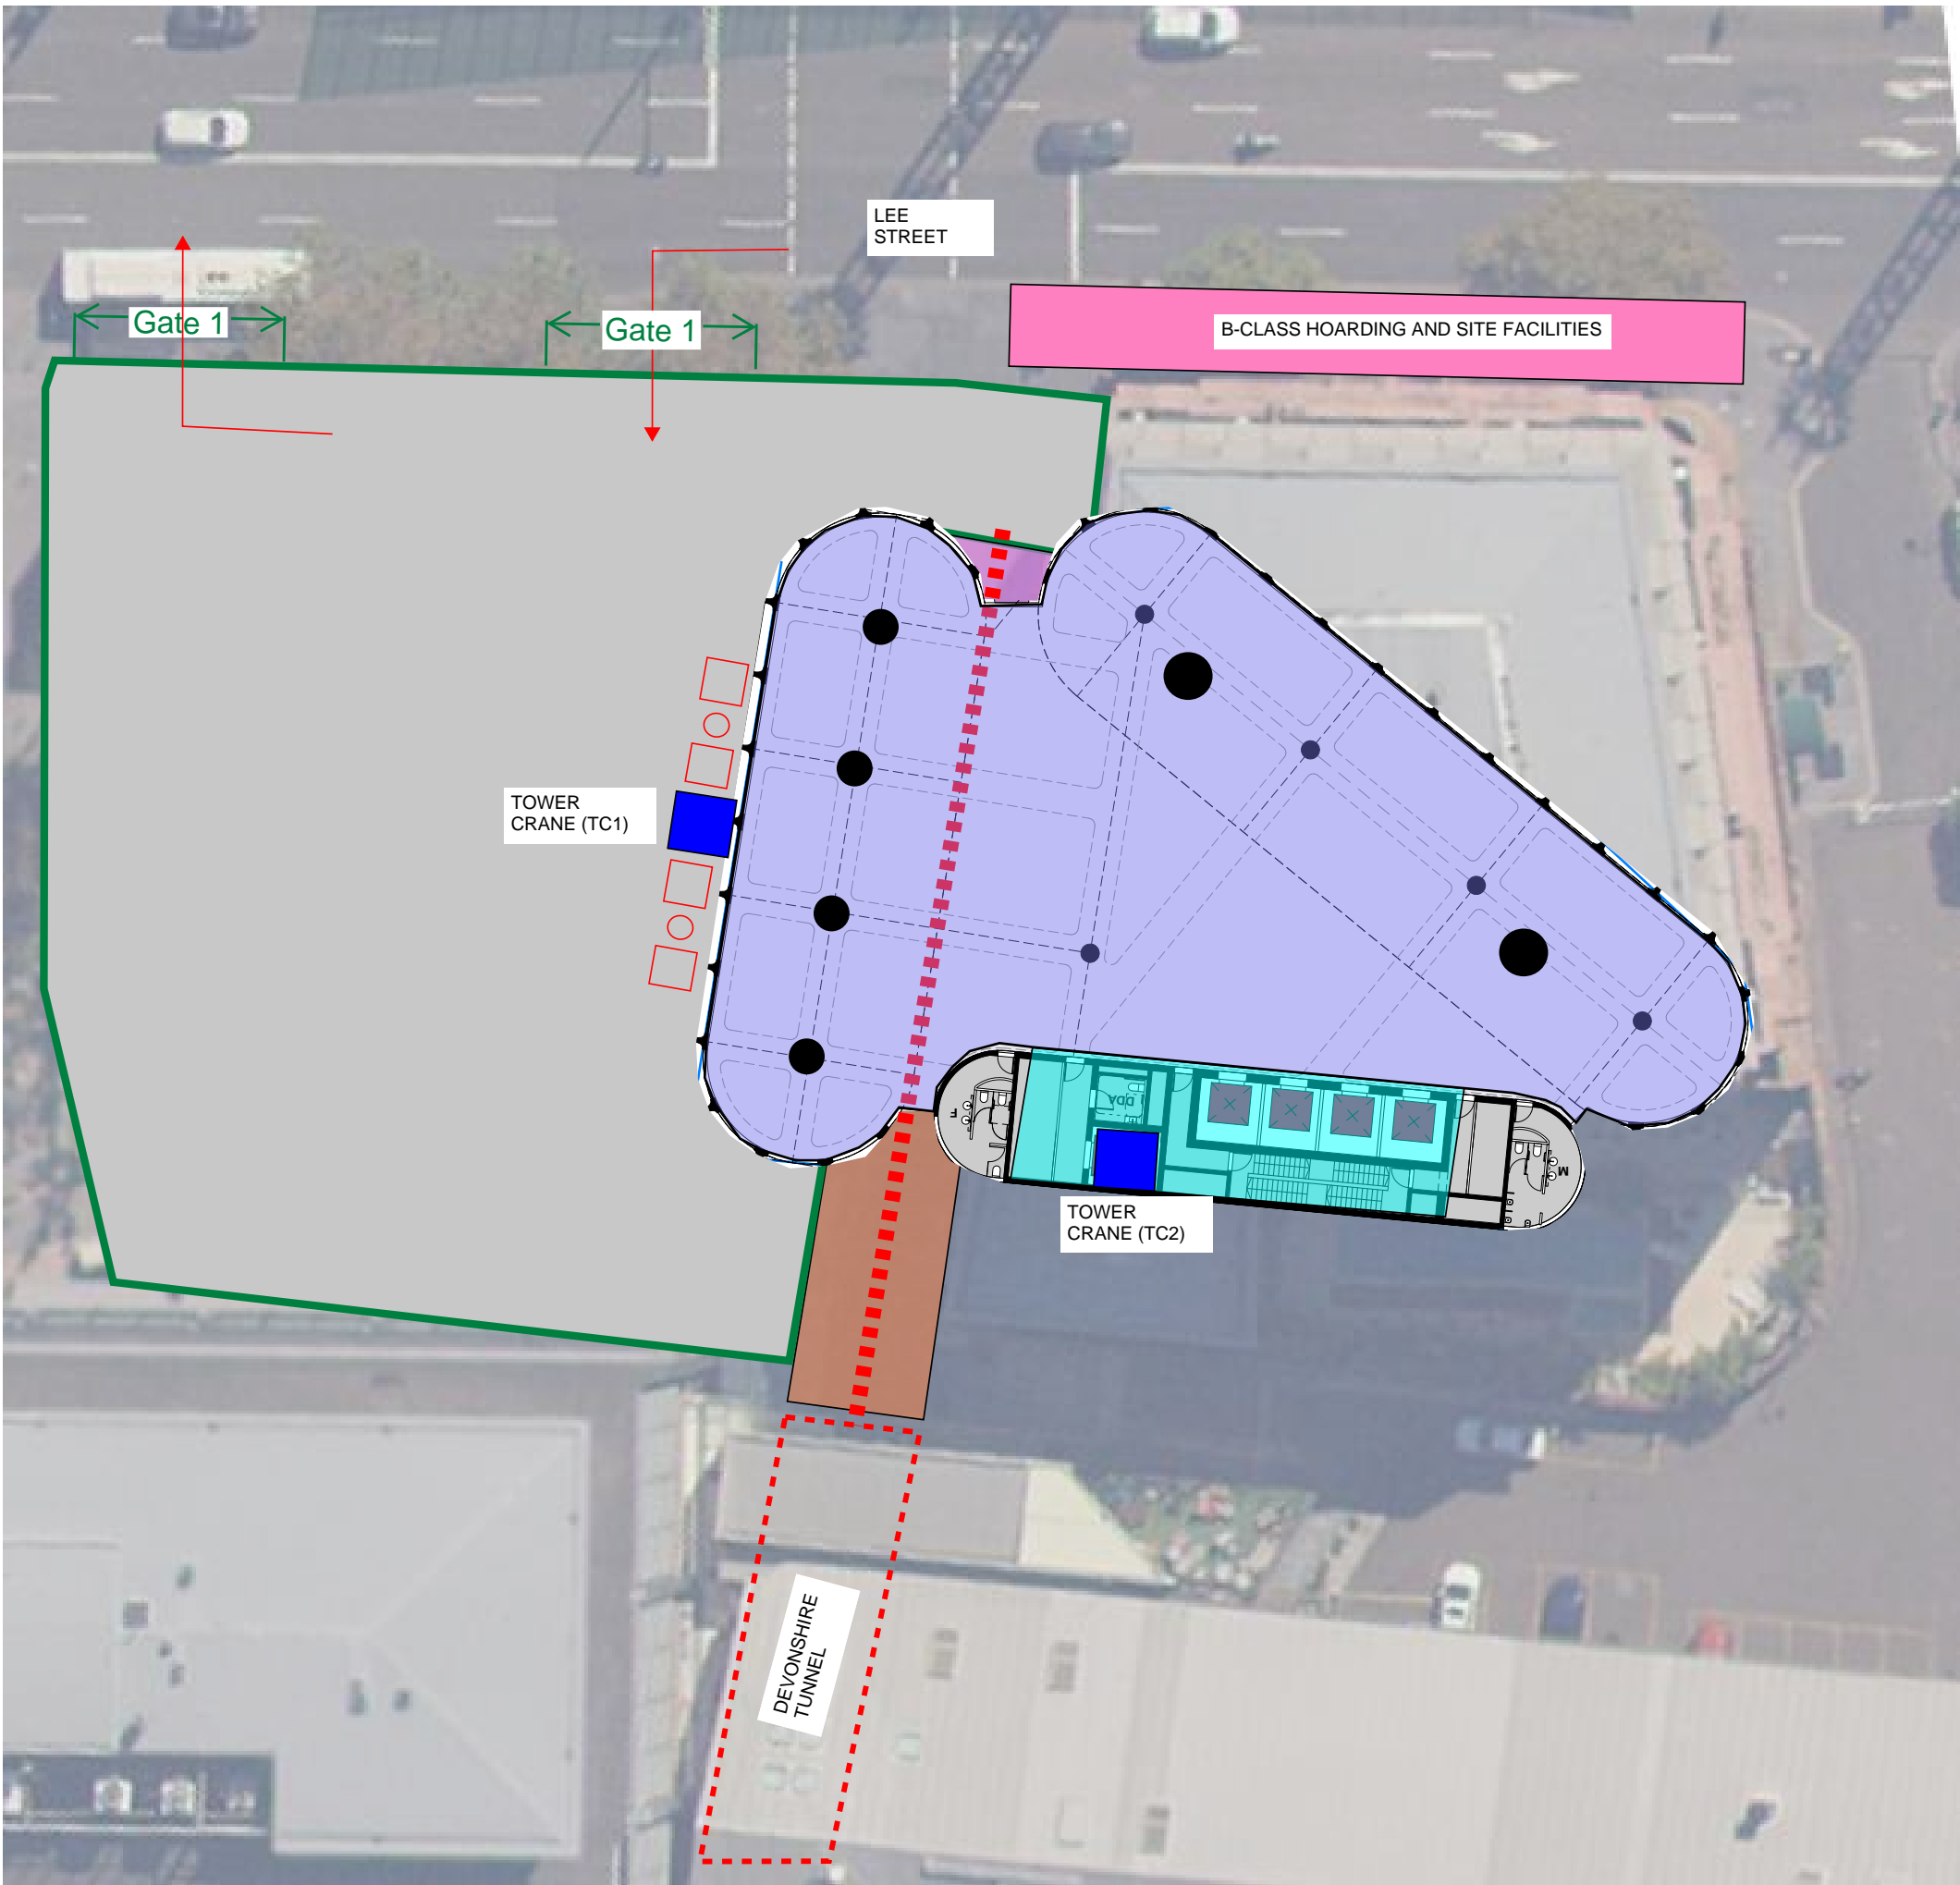 LEE
STREET
Gate 1
Gate 1
B-CLASS HOARDING AND SITE FACILITIES
TOWER
CRANE (TC1)
DDA
F
M
TOWER
CRANE (TC2)
DEVONSHIRE
TUNNEL